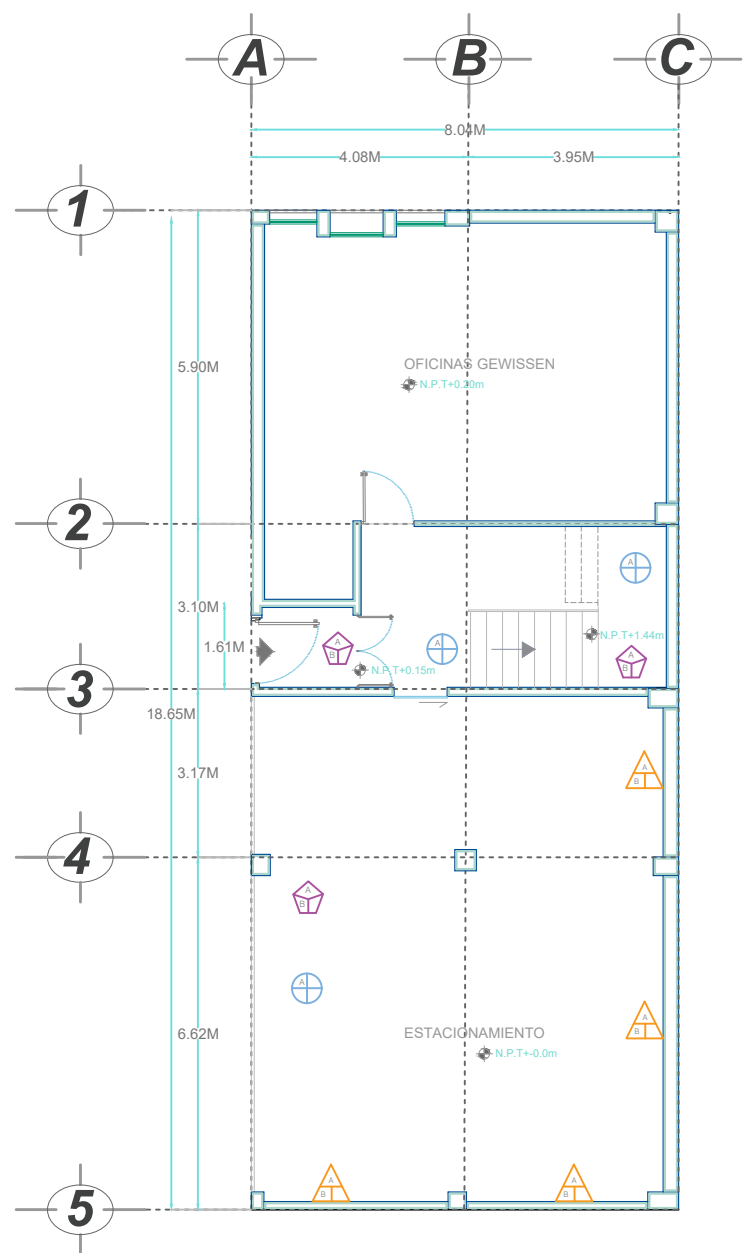 A B C
8.04M
4.08M 3.95M
1
5.90M
OFICINAS GEWISSEN
N.P.T+0.20m
2
A
3.10M
N.P.T+1.44m
1.61M
A
B
A
A
B
N.P.T+0.15m
3
18.65M
3.17M
A
B
4
A
B
A
A
B
6.62M
ESTACIONAMIENTO
N.P.T+-0.0m
A
B
A
B
5